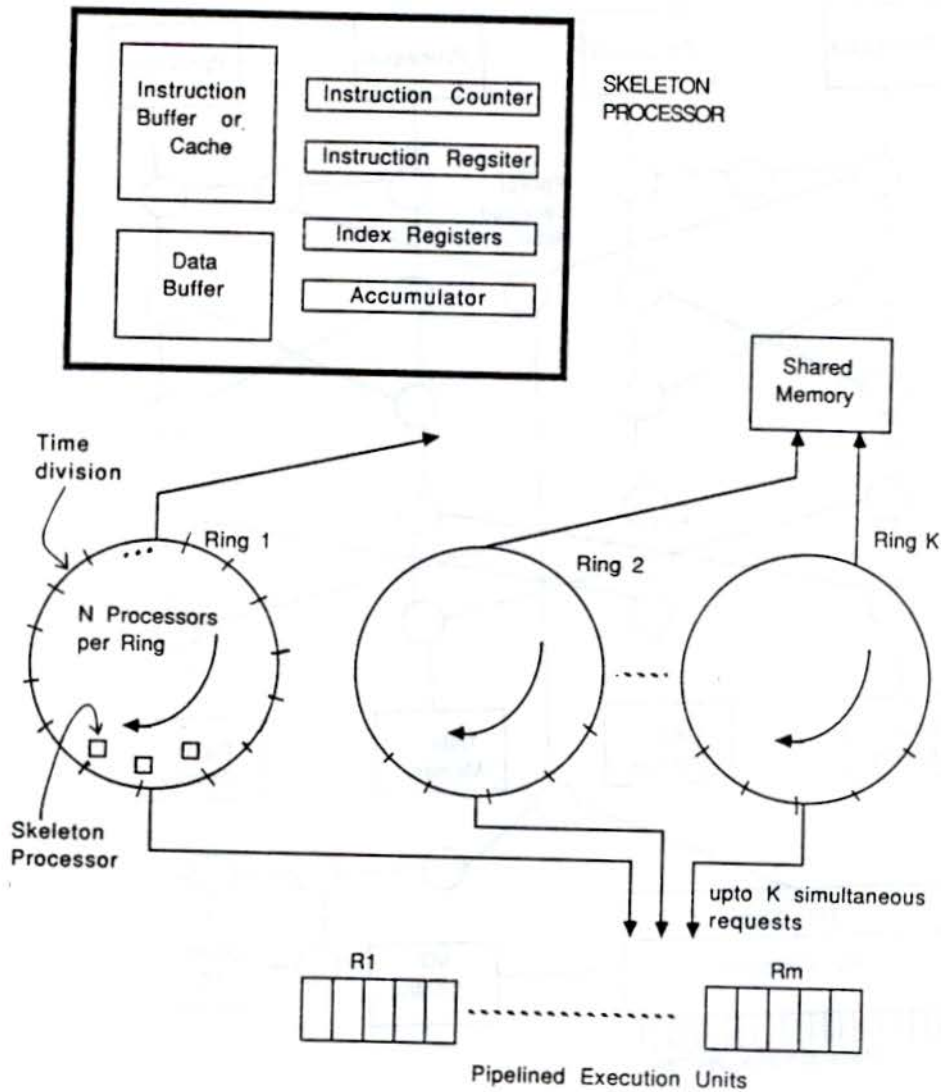 Instruction
Buffer or
Cache
Instruction Counter
Instruction Regsiter
Index Registers
Accumulator
Data
Buffer
SKELETON
PROCESSOR
Shared
Memory
Time
division
Ring 1
Ring 2
Ring K
N Processors
per Ring
Skeleton
Processor
upto K simultaneous
requests
R1
Rm
Pipelined Execution Units